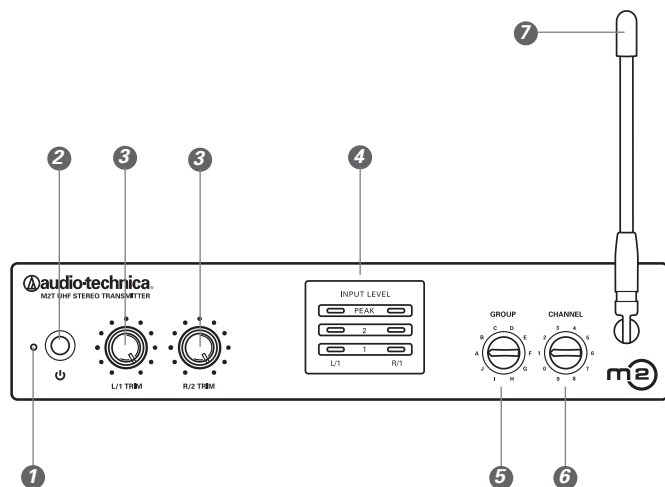 7
2
3
3
4
audio-technica®
M2T UHF STEREO TRANSMITTER
INPUT LEVEL
PEAK
2
1
L/1
R/1
L/1 TRIM
R/2 TRIM
GROUP
A B C D E F G H I J
CHANNEL
1 2 3 4 5 6 7 8 9 0
m2
1
5
6